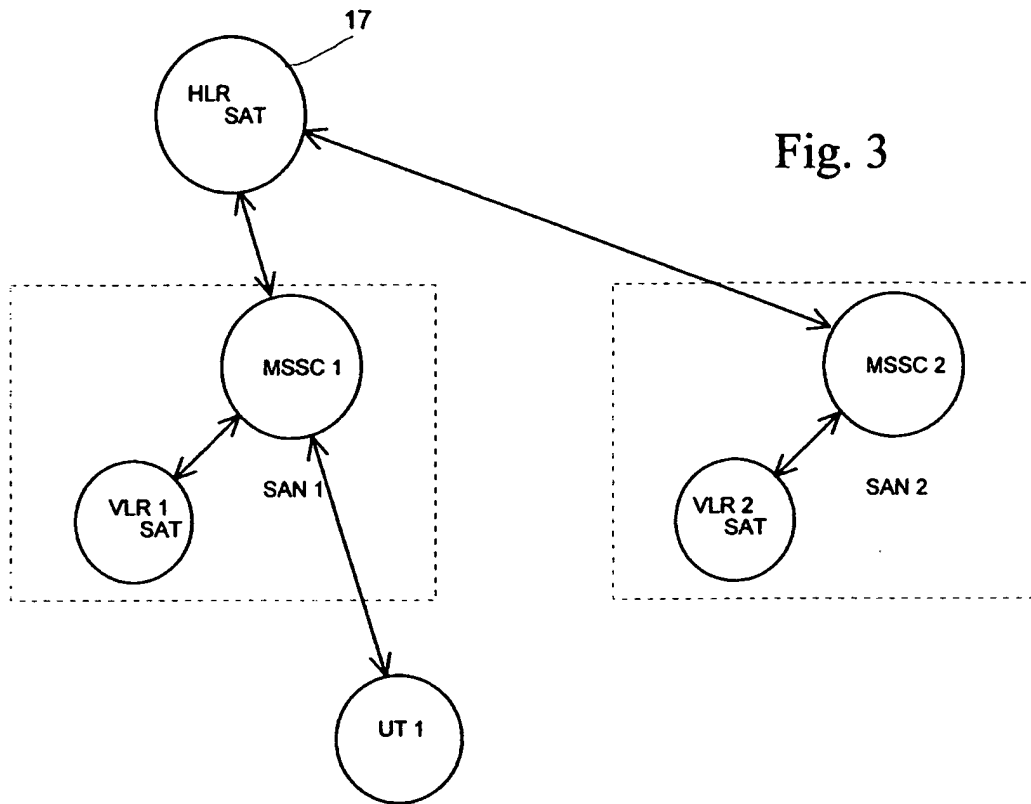 17
HLR
SAT
Fig. 3
MSSC 1
MSSC 2
SAN 1
SAN 2
VLR 1
SAT
VLR 2
SAT
UT 1